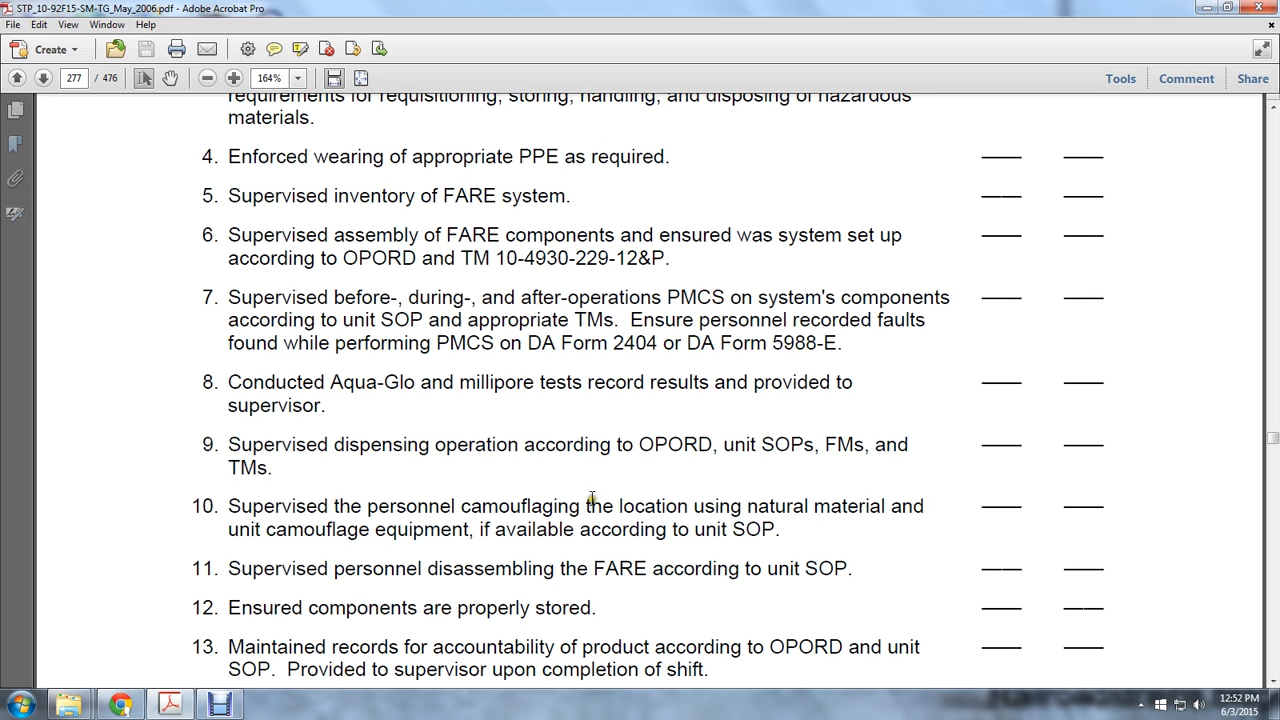 STP_10-92F15-SM-TG_May_2006.pdf - Adobe Acrobat Pro
File Edit View Window Help
Create
277 / 476 164% Tools Comment Share
requirements for requisitioning, storing, handling, and disposing of hazardous
materials.
4. Enforced wearing of appropriate PPE as required.
5. Supervised inventory of FARE system.
6. Supervised assembly of FARE components and ensured was system set up
according to OPORD and TM 10-4930-229-12&P.
7. Supervised before-, during-, and after-operations PMCS on system's components
according to unit SOP and appropriate TMs. Ensure personnel recorded faults
found while performing PMCS on DA Form 2404 or DA Form 5988-E.
8. Conducted Aqua-Glo and millipore tests record results and provided to
supervisor.
9. Supervised dispensing operation according to OPORD, unit SOPs, FMs, and
TMs.
10. Supervised the personnel camouflaging the location using natural material and
unit camouflage equipment, if available according to unit SOP.
11. Supervised personnel disassembling the FARE according to unit SOP.
12. Ensured components are properly stored.
13. Maintained records for accountability of product according to OPORD and unit
SOP. Provided to supervisor upon completion of shift.
12:52 PM
6/3/2015